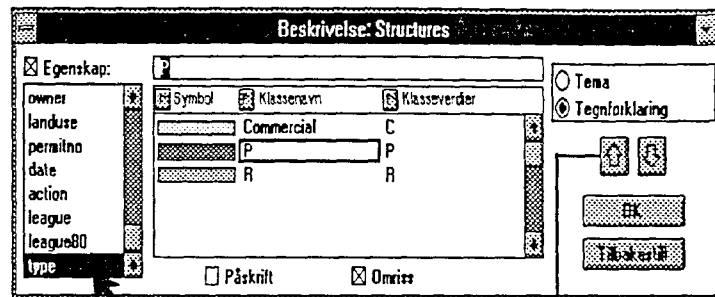 Beskrivelse: Structures
Egenskap:
P
owner
landuse
permitno
date
action
league
league80
type
Symbol Klassenavn Klasseverdier
Commercial C
P P
R R
Påskrift Omriss
Tema
Tegnforklaring
OK
Tilbakestill